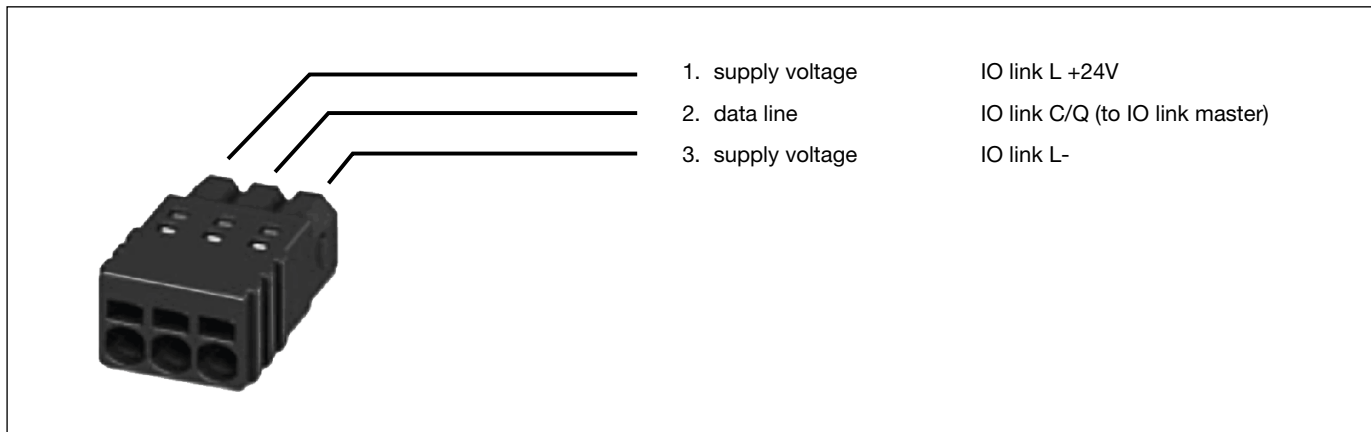 1. supply voltage IO link L +24V
2. data line IO link C/Q (to IO link master)
3. supply voltage IO link L-